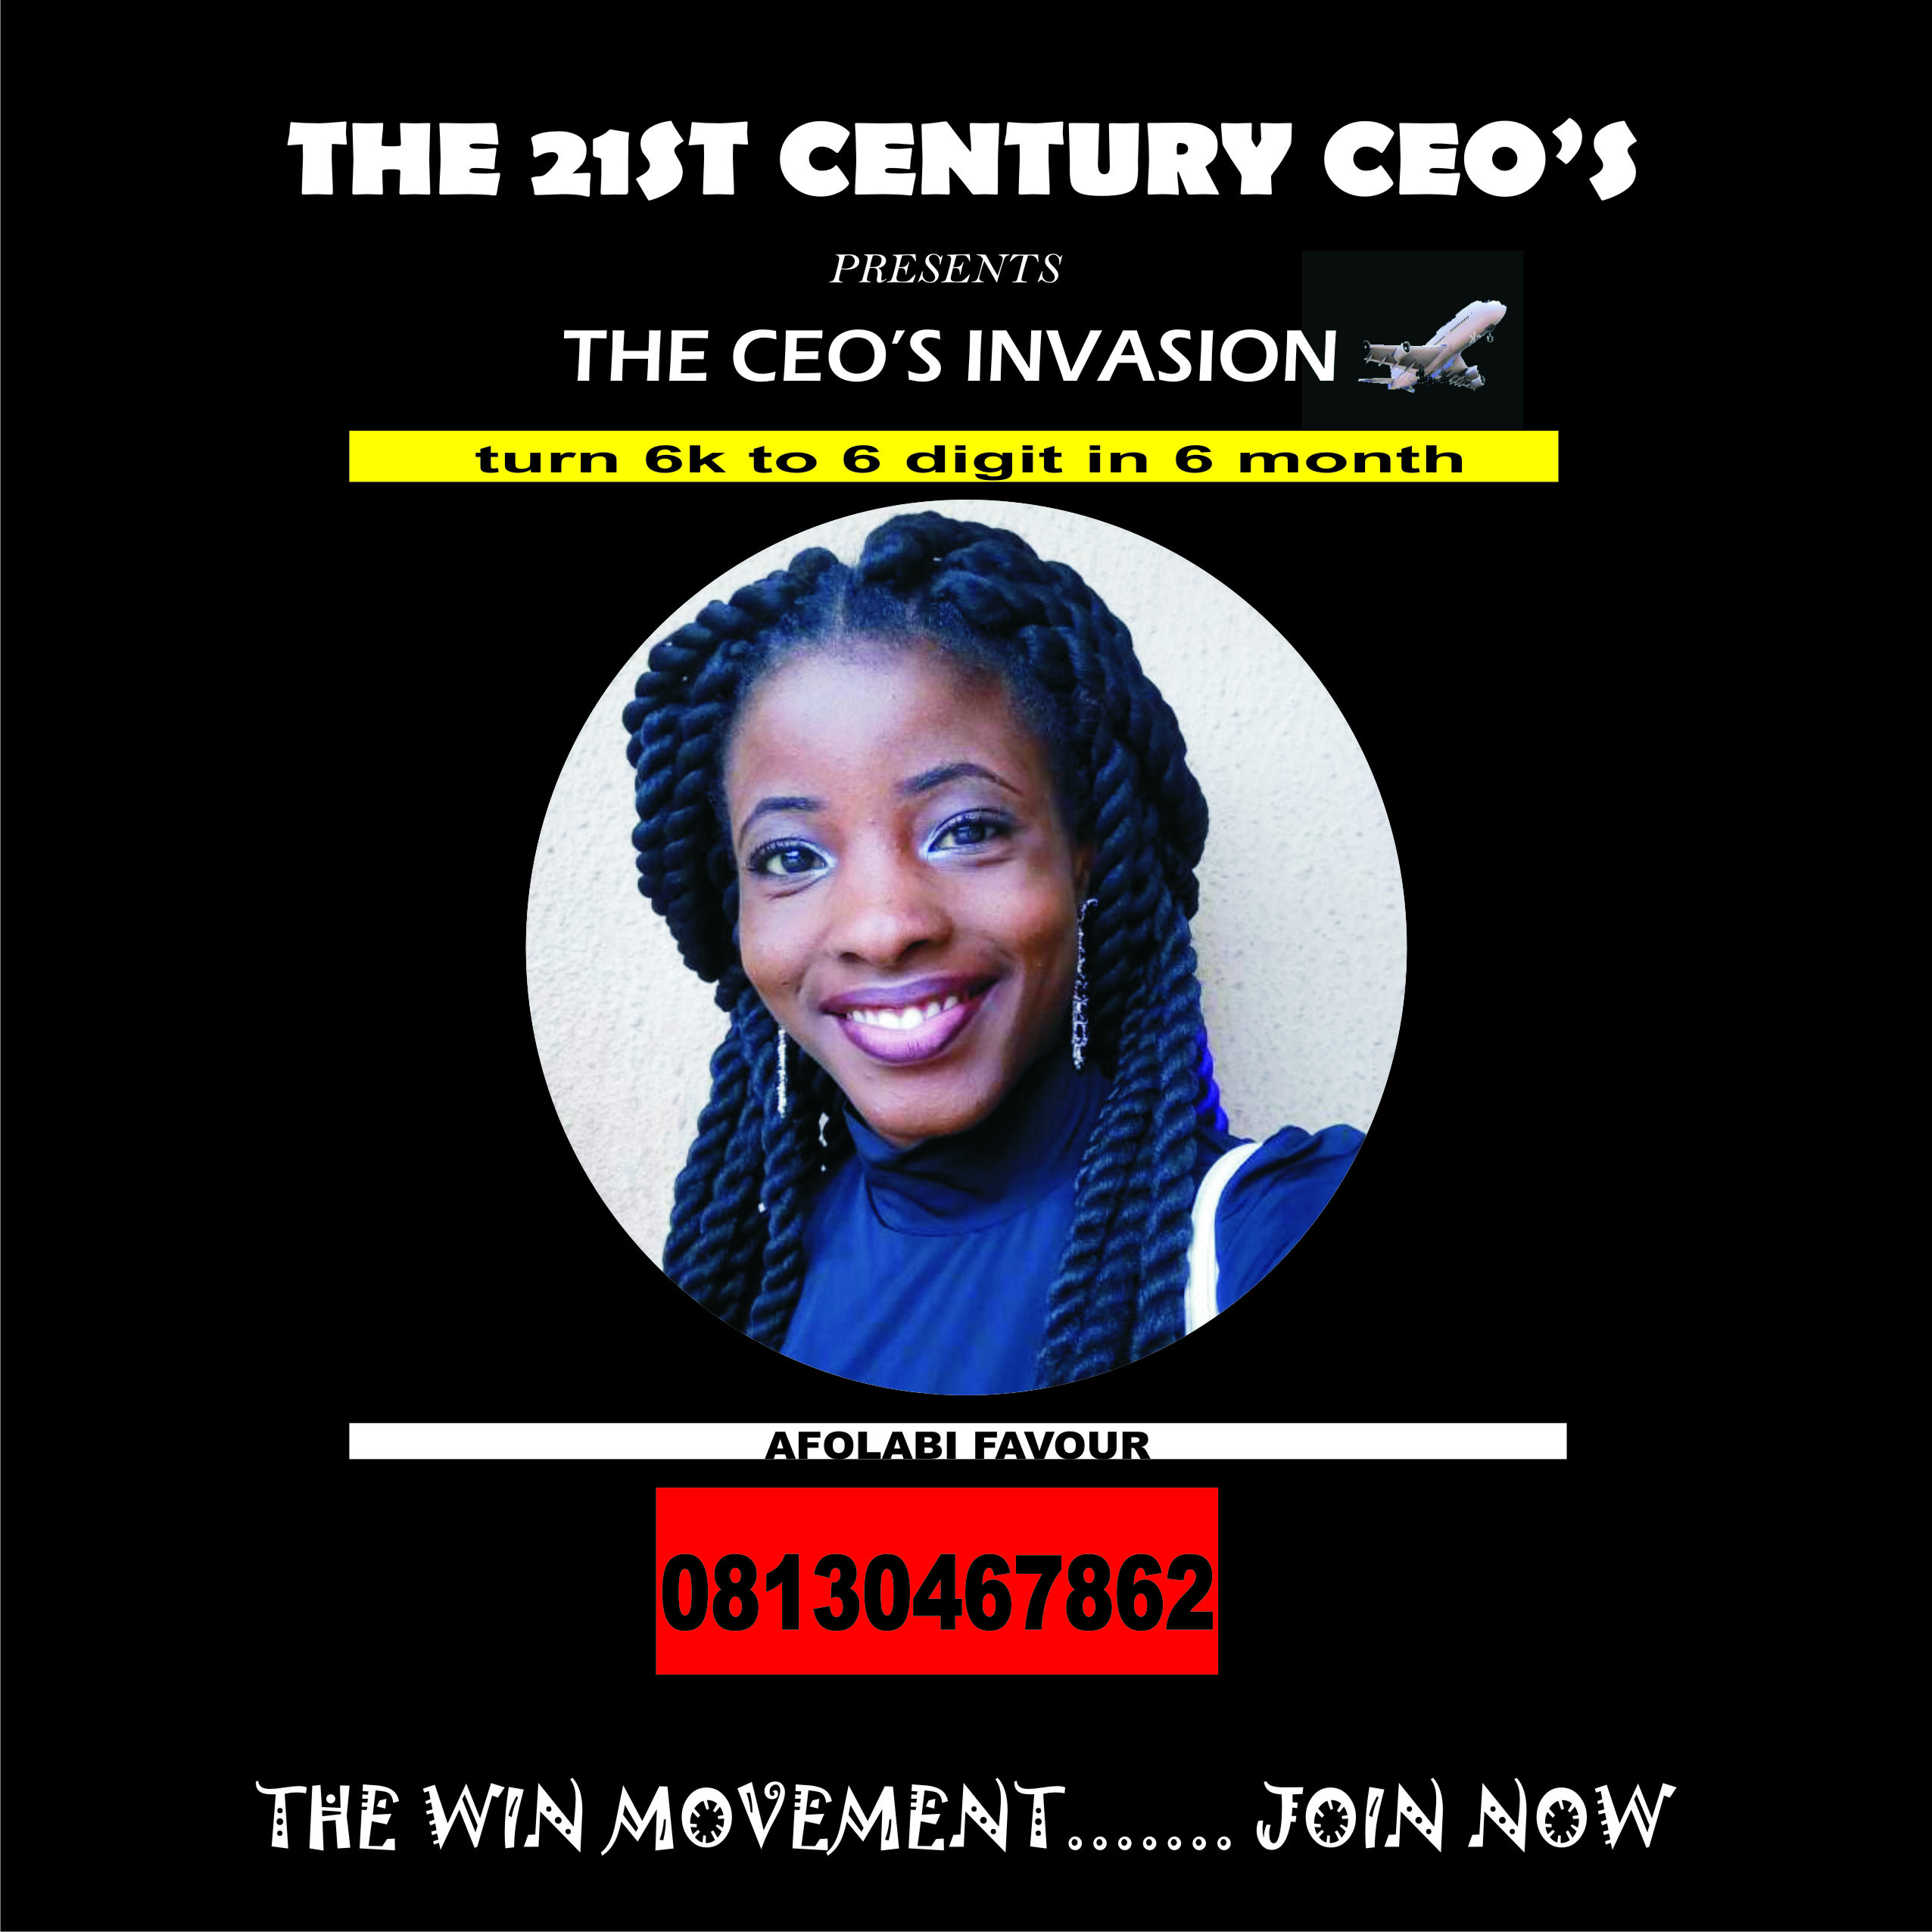 THE 21ST CENTURY CEO’S
PRESENTS
THE CEO’S INVASION
turn 6k to 6 digit in 6 month
AFOLABI FAVOUR
08130467862
THE WIN MOVEMENT....... JOIN NOW